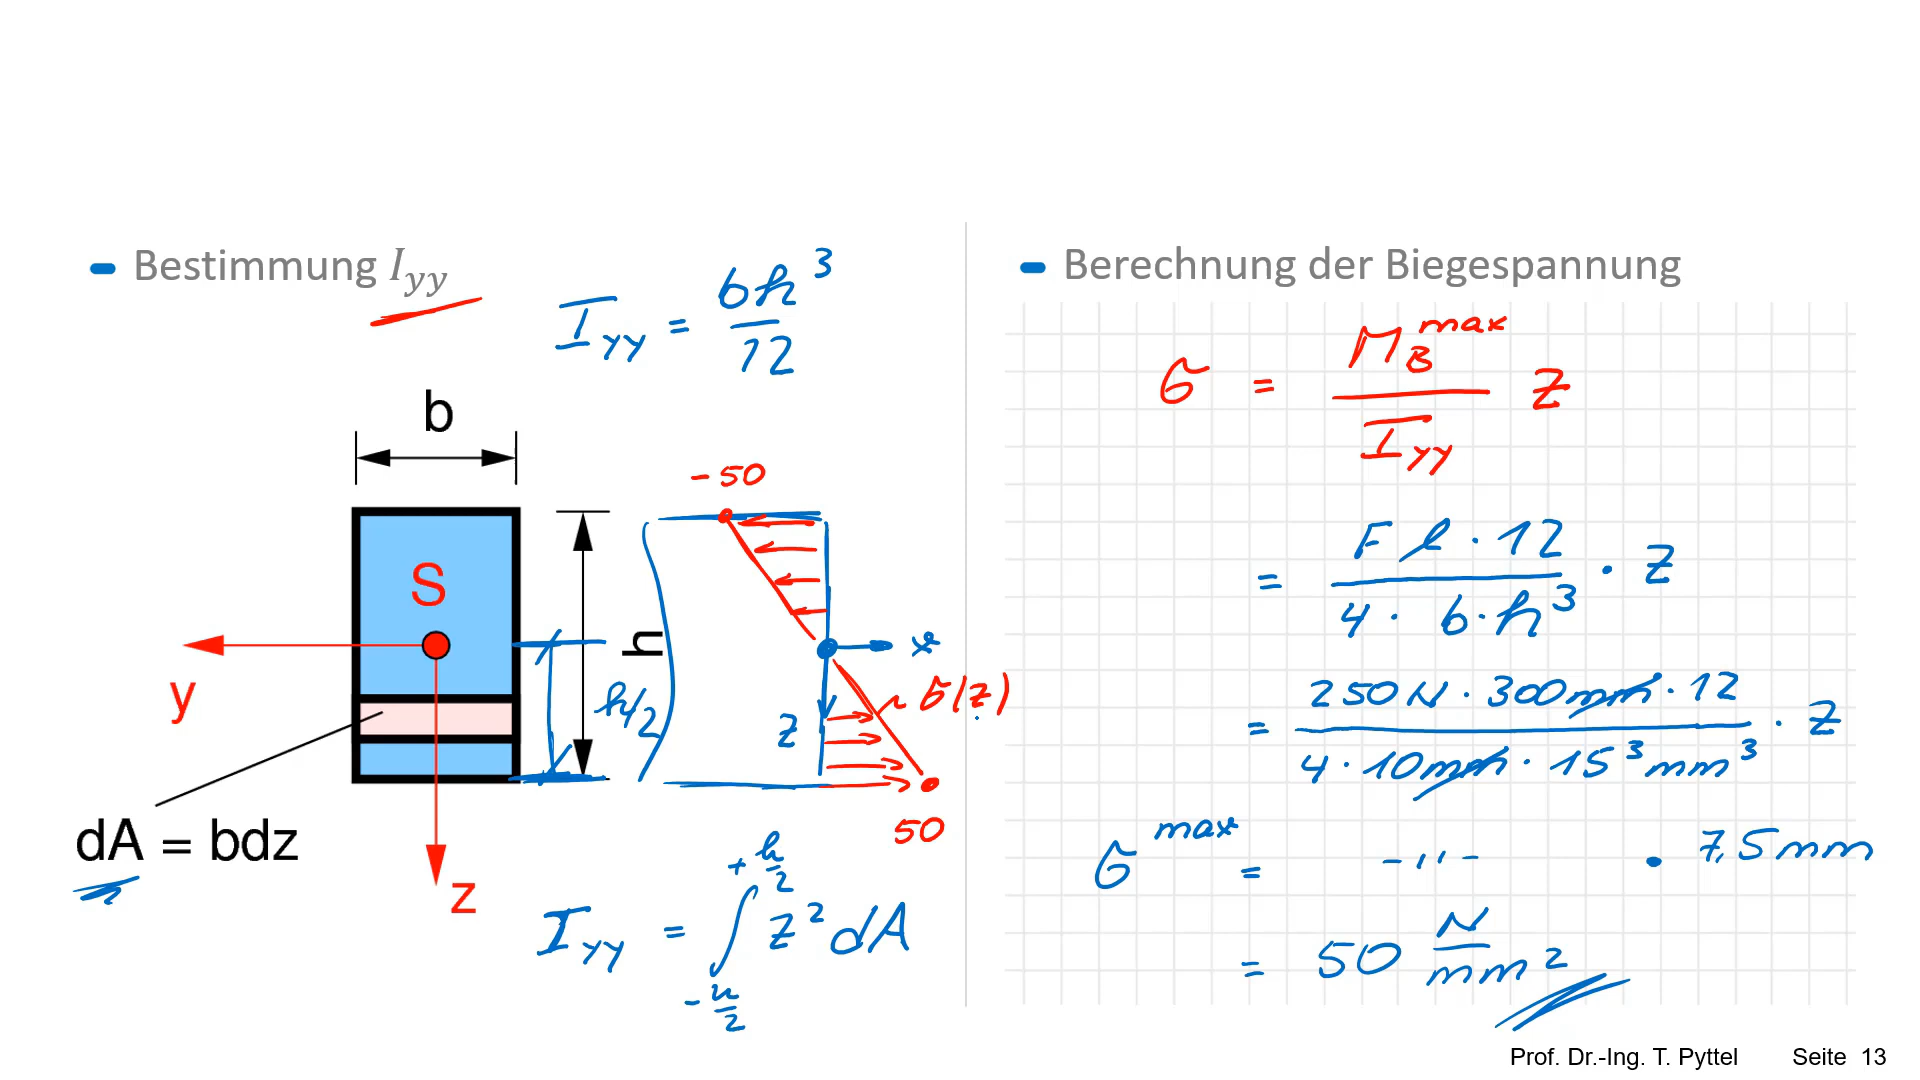 Bestimmung I_yy
I_yy = bh³/12
b
-50
S
h
x
y
h/2
σ(z)
z
50
dA = bdz
z
I_yy = ∫_{-h/2}^{+h/2} z² dA
Berechnung der Biegespannung
σ = M_B^max / I_yy z
= F l · 12 / 4 · b · h³ · z
= 250 N · 300 mm · 12 / 4 · 10 mm · 15³ mm³ · z
σ^max = -"- · 7,5 mm
= 50 N/mm²
Prof. Dr.-Ing. T. Pyttel Seite 13